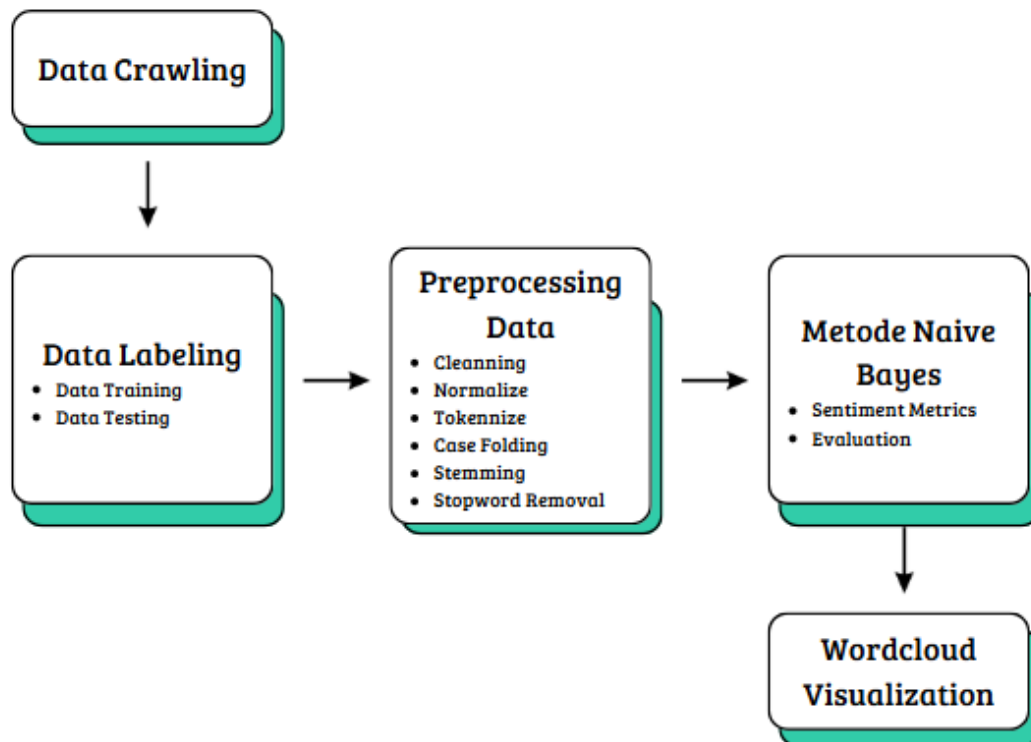 Data Crawling
Data Labeling
• Data Training
• Data Testing
Preprocessing
Data
• Cleanning
• Normalize
• Tokennize
• Case Folding
• Stemming
• Stopword Removal
Metode Naive
Bayes
• Sentiment Metrics
• Evaluation
Wordcloud
Visualization